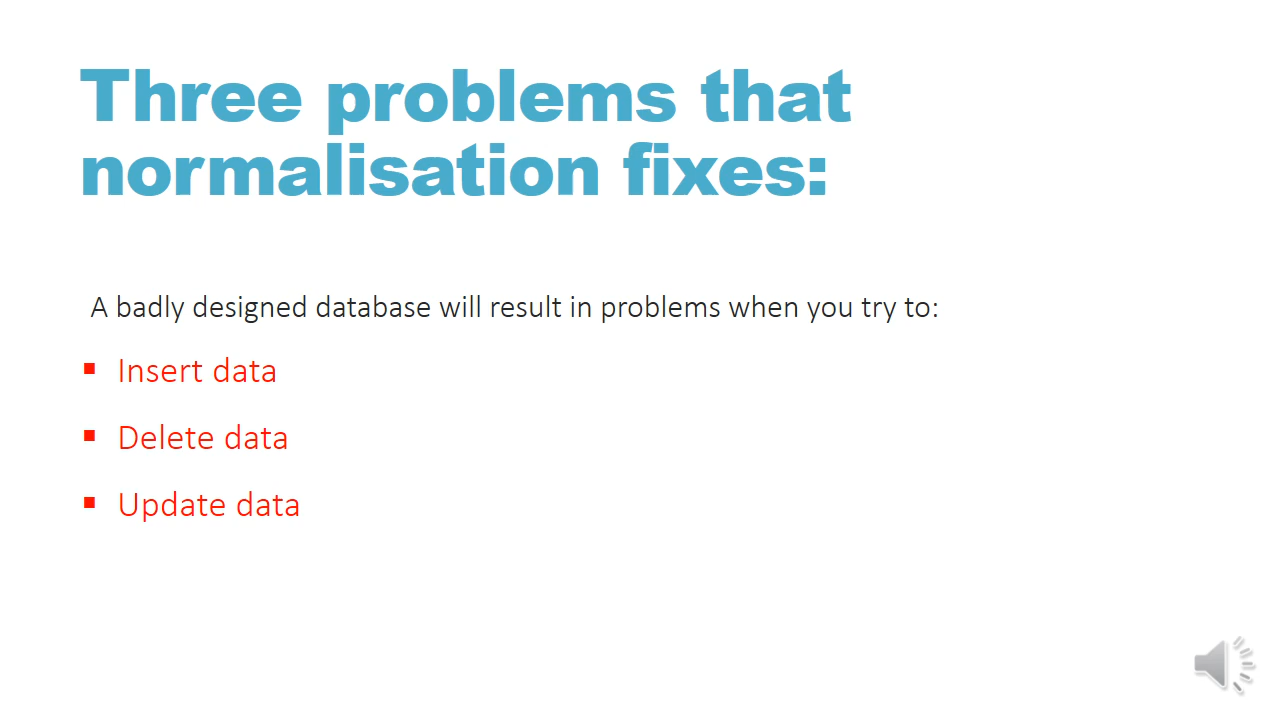 Three problems that
normalisation fixes:
A badly designed database will result in problems when you try to:
Insert data
Delete data
Update data